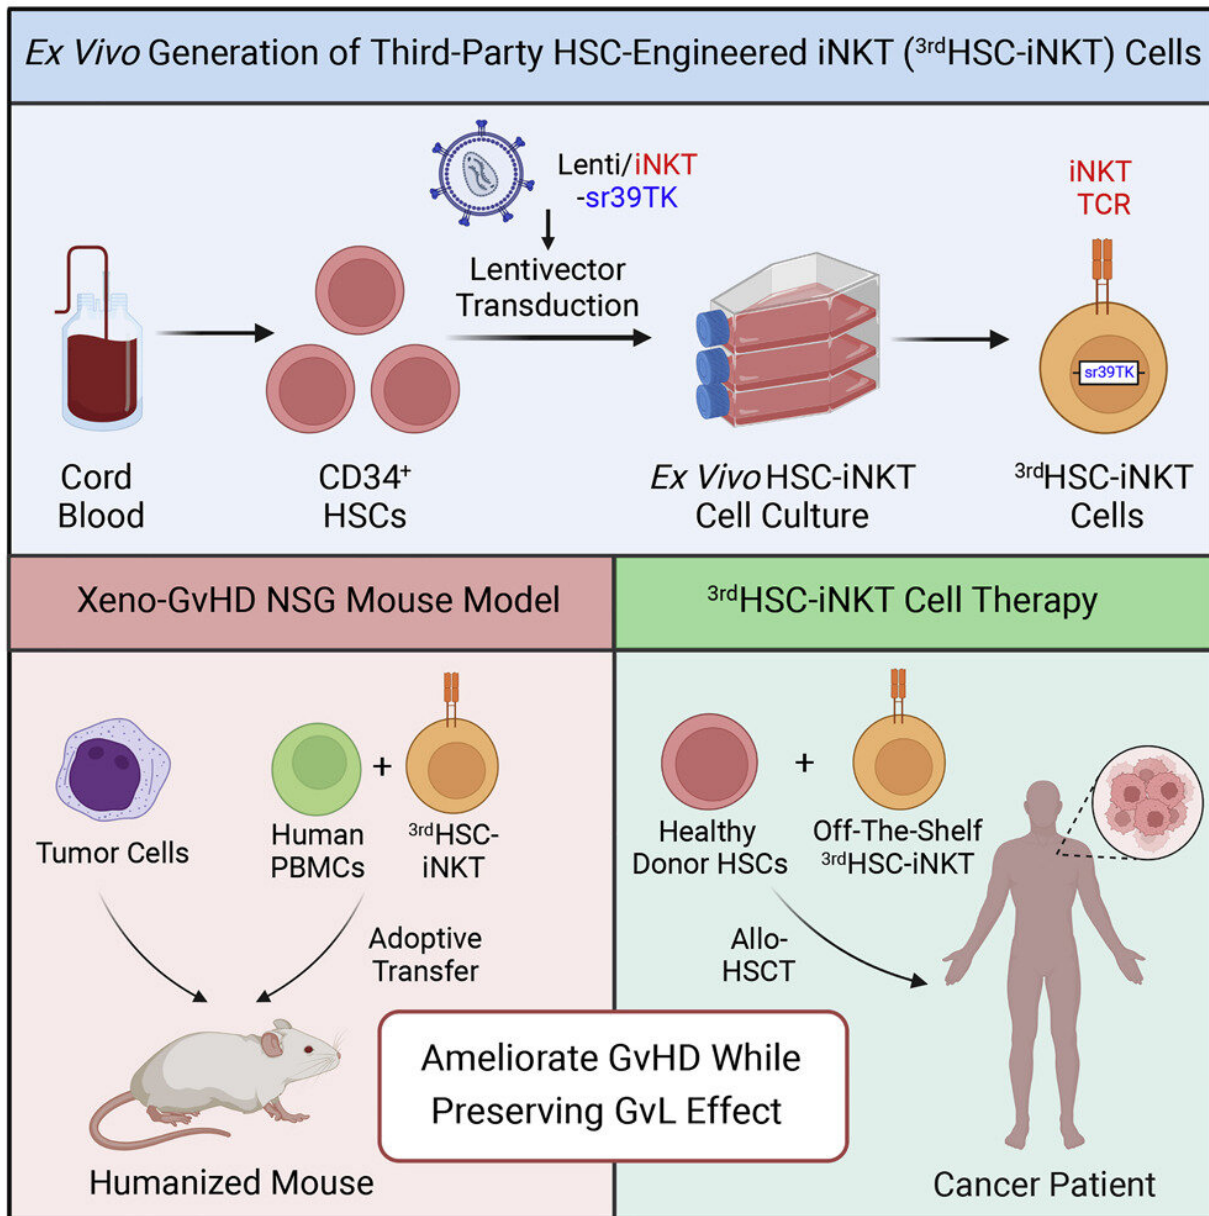 Ex Vivo Generation of Third-Party HSC-Engineered iNKT (³ʳᵈHSC-iNKT) Cells
Lenti/iNKT
-sr39TK
Lentivector
Transduction
iNKT
TCR
sr39TK
Cord
Blood
CD34⁺
HSCs
Ex Vivo HSC-iNKT
Cell Culture
³ʳᵈHSC-iNKT
Cells
Xeno-GvHD NSG Mouse Model
Tumor Cells
+
Human
PBMCs
³ʳᵈHSC-
iNKT
Adoptive
Transfer
Humanized Mouse
³ʳᵈHSC-iNKT Cell Therapy
+
Healthy
Donor HSCs
Off-The-Shelf
³ʳᵈHSC-iNKT
Allo-
HSCT
Cancer Patient
Ameliorate GvHD While
Preserving GvL Effect